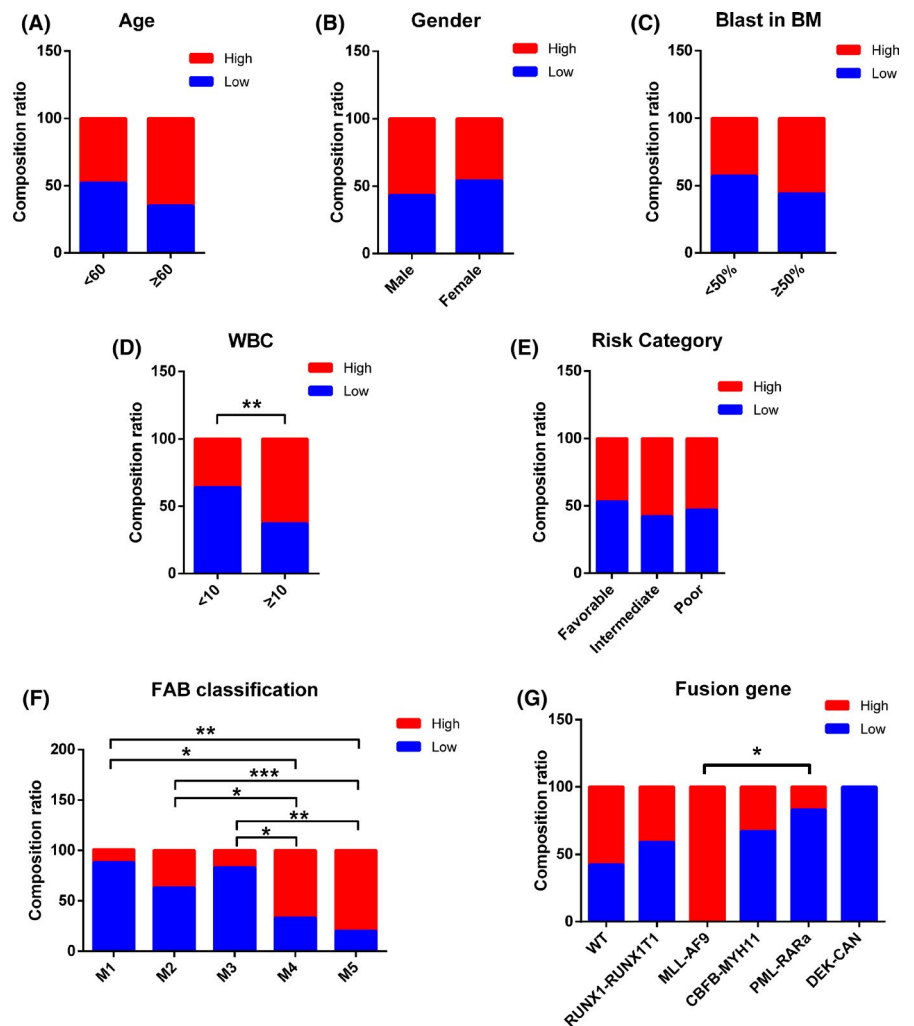 (A) Age
High
Low
Composition ratio
150
100
50
0
<60
≥60
(B) Gender
High
Low
Composition ratio
150
100
50
0
Male
Female
(C) Blast in BM
High
Low
Composition ratio
150
100
50
0
<50%
≥50%
(D) WBC
High
Low
**
Composition ratio
150
100
50
0
<10
≥10
(E) Risk Category
High
Low
Composition ratio
150
100
50
0
Favorable
Intermediate
Poor
(F) FAB classification
High
Low
**
*
***
*
**
*
Composition ratio
200
150
100
50
0
M1
M2
M3
M4
M5
(G) Fusion gene
High
Low
*
Composition ratio
150
100
50
0
WT
RUNX1-RUNX1T1
MLL-AF9
CBFB-MYH11
PML-RARa
DEK-CAN